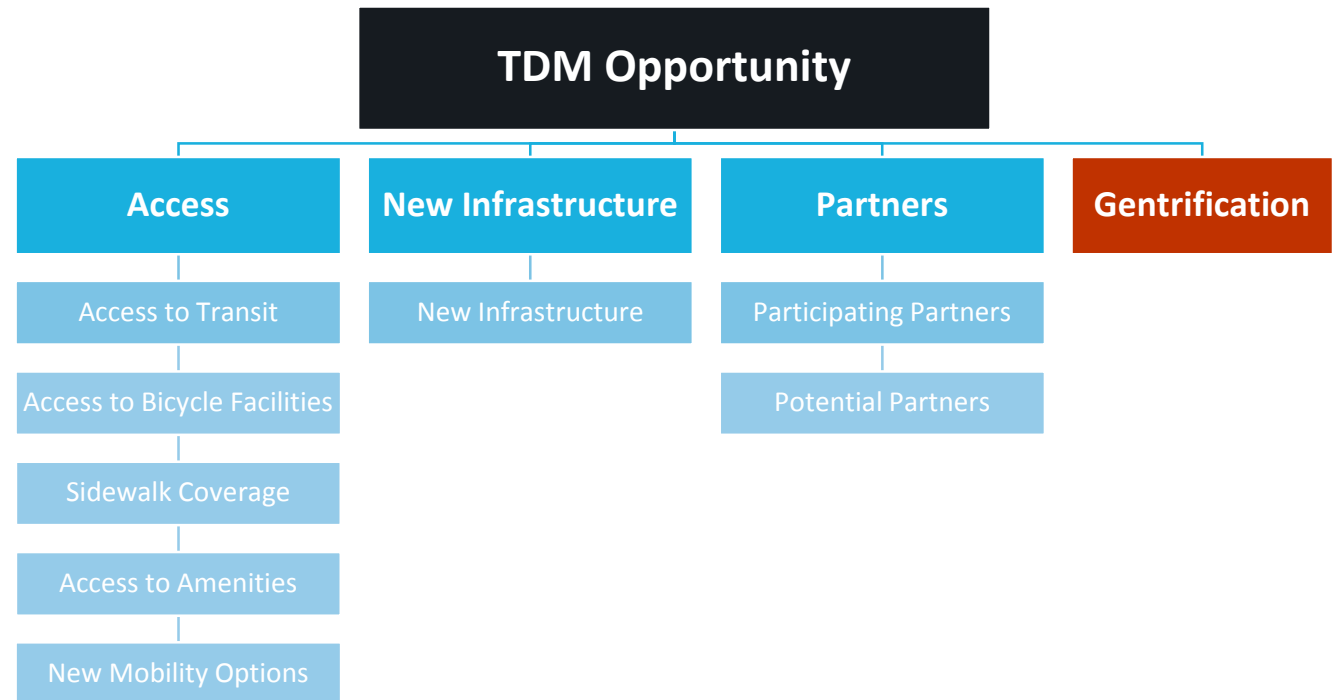 TDM Opportunity
Access
New Infrastructure
Partners
Gentrification
Access to Transit
New Infrastructure
Participating Partners
Access to Bicycle Facilities
Potential Partners
Sidewalk Coverage
Access to Amenities
New Mobility Options